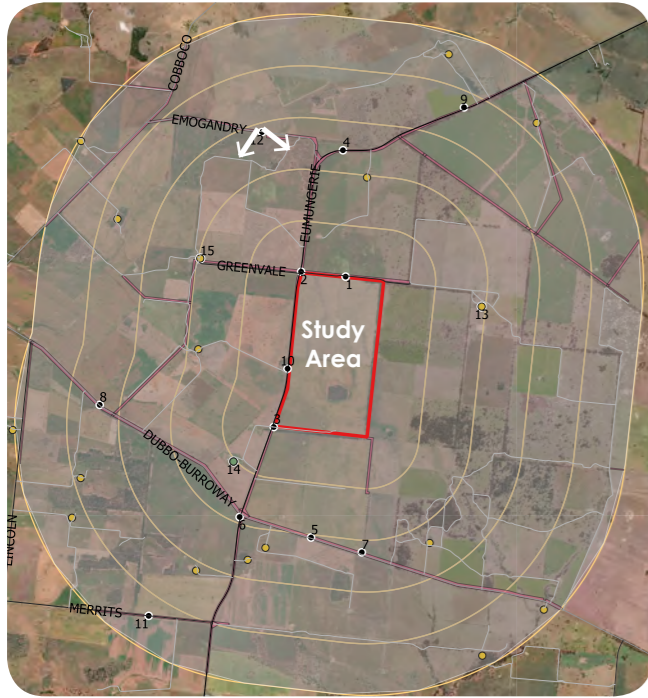 COBBOCO
9
EMOGANDRY
12
4
EUMUNGERIE
15
GREENVALE
2
1
13
Study
Area
10
8
3
DUBBO-BURROWAY
14
6
5
7
LINCOLN
MERRITS
11